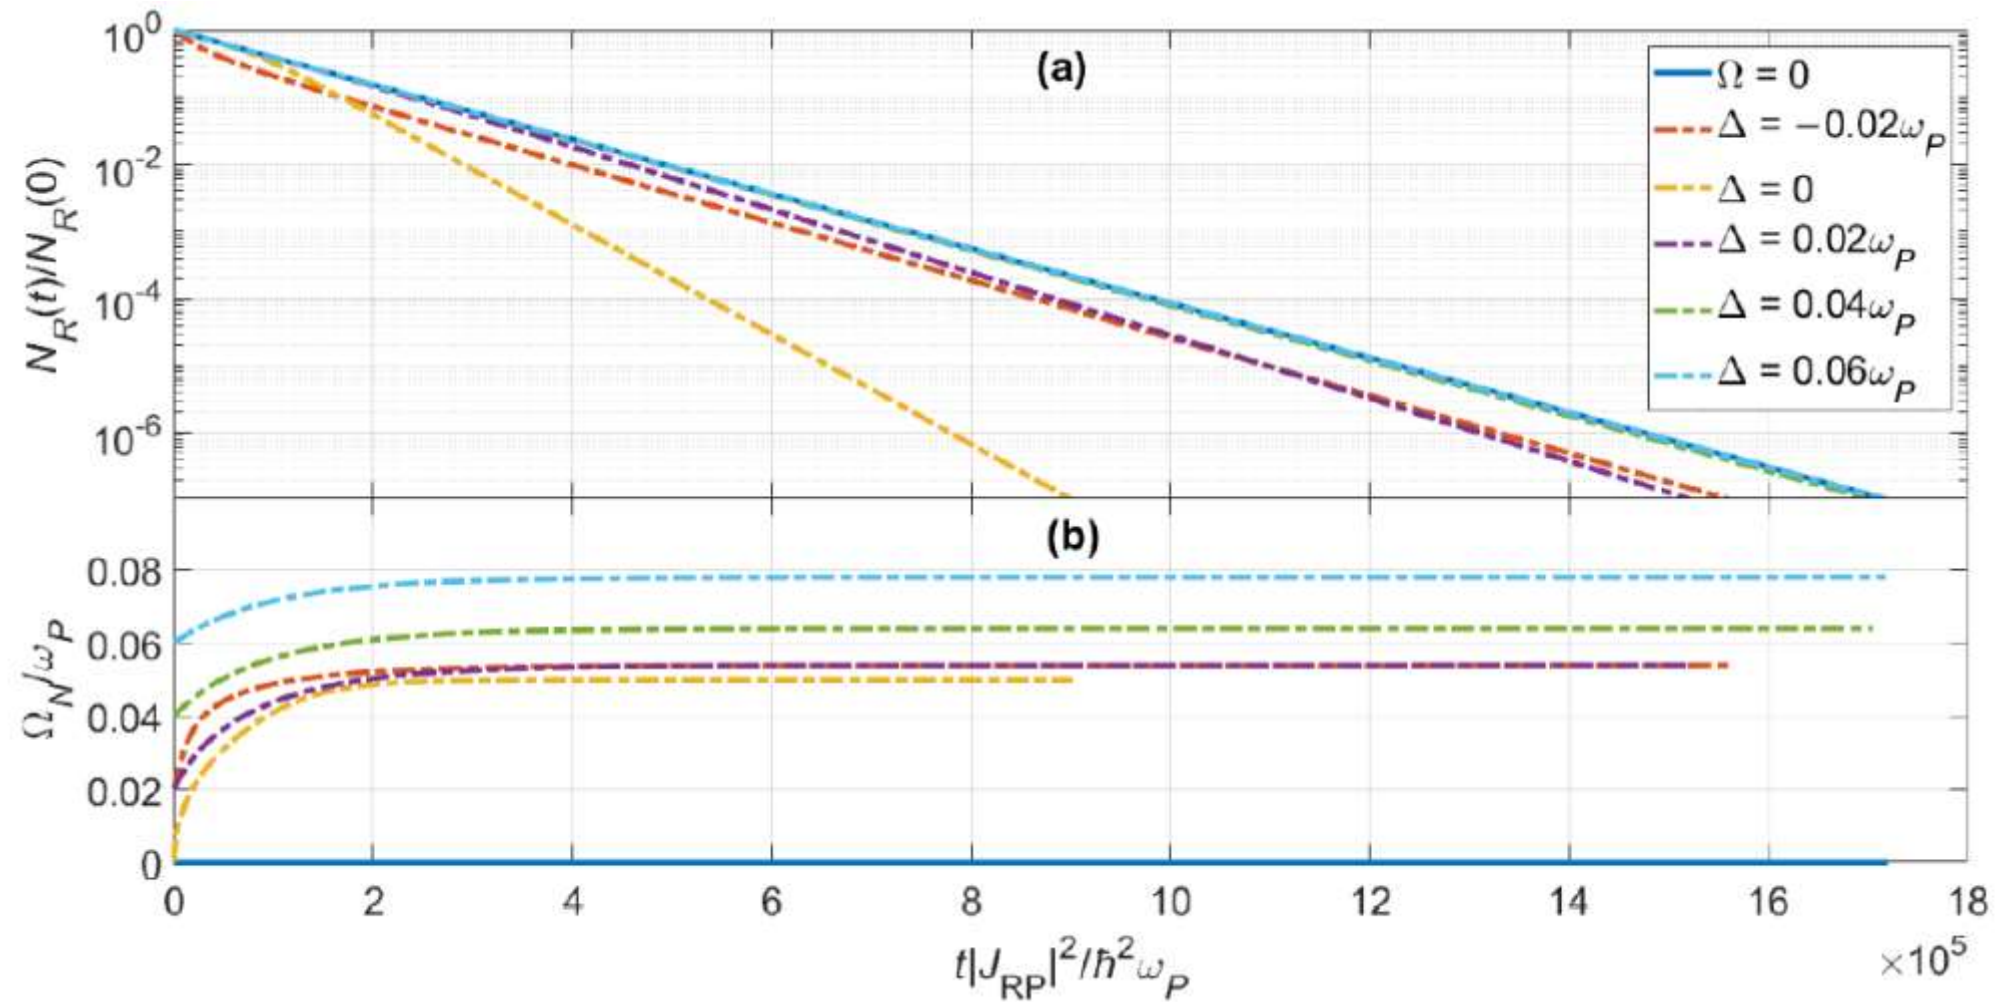 (a)
N_R(t)/N_R(0)
10^0
10^-2
10^-4
10^-6
Ω = 0
Δ = −0.02ω_P
Δ = 0
Δ = 0.02ω_P
Δ = 0.04ω_P
Δ = 0.06ω_P
(b)
Ω_N/ω_P
0.08
0.06
0.04
0.02
0
0 2 4 6 8 10 12 14 16 18
×10^5
t|J_RP|^2/ħ^2ω_P